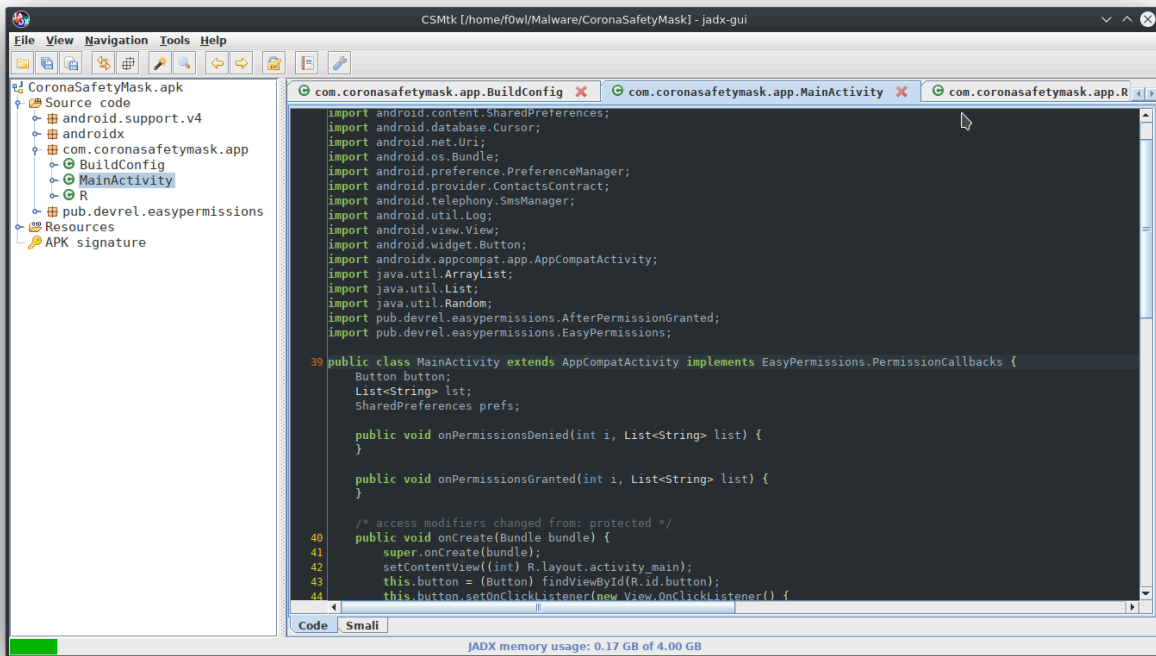 CSMtk [/home/f0wl/Malware/CoronaSafetyMask] - jadx-gui
File View Navigation Tools Help
CoronaSafetyMask.apk
Source code
android.support.v4
androidx
com.coronasafetymask.app
BuildConfig
MainActivity
R
pub.devrel.easypermissions
Resources
APK signature
com.coronasafetymask.app.BuildConfig com.coronasafetymask.app.MainActivity com.coronasafetymask.app.R
import android.content.SharedPreferences;
import android.database.Cursor;
import android.net.Uri;
import android.os.Bundle;
import android.preference.PreferenceManager;
import android.provider.ContactsContract;
import android.telephony.SmsManager;
import android.util.Log;
import android.view.View;
import android.widget.Button;
import androidx.appcompat.app.AppCompatActivity;
import java.util.ArrayList;
import java.util.List;
import java.util.Random;
import pub.devrel.easypermissions.AfterPermissionGranted;
import pub.devrel.easypermissions.EasyPermissions;
39 public class MainActivity extends AppCompatActivity implements EasyPermissions.PermissionCallbacks {
Button button;
List<String> lst;
SharedPreferences prefs;
public void onPermissionsDenied(int i, List<String> list) {
}
public void onPermissionsGranted(int i, List<String> list) {
}
/* access modifiers changed from: protected */
40 public void onCreate(Bundle bundle) {
41 super.onCreate(bundle);
42 setContentView((int) R.layout.activity_main);
43 this.button = (Button) findViewById(R.id.button);
44 this.button.setOnClickListener(new View.OnClickListener() {
Code Smali
JADX memory usage: 0.17 GB of 4.00 GB